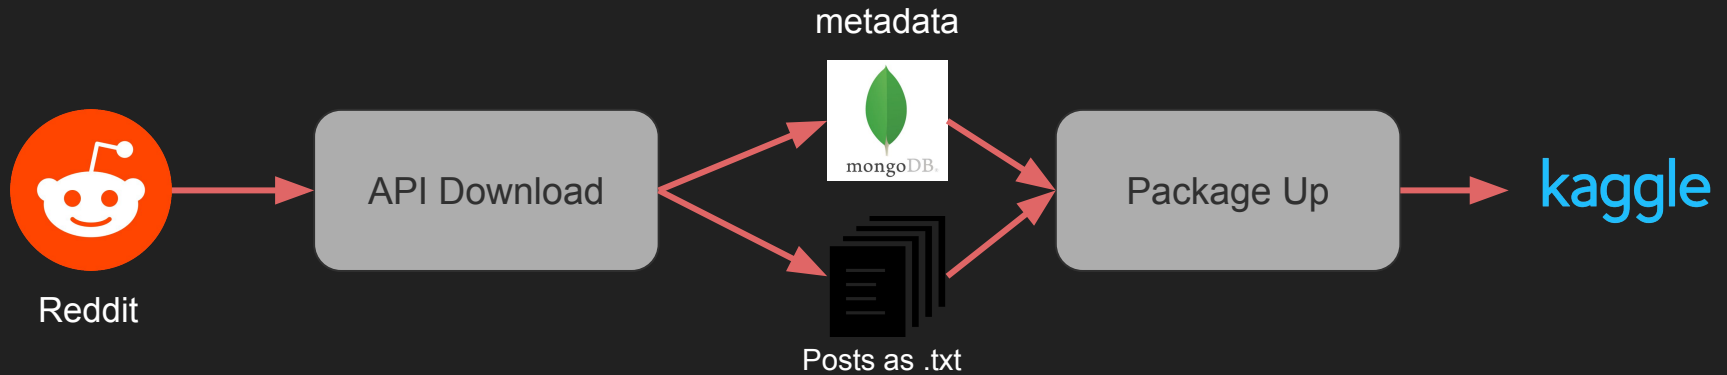 metadata
mongoDB.
API Download
Package Up
kaggle
Reddit
Posts as .txt